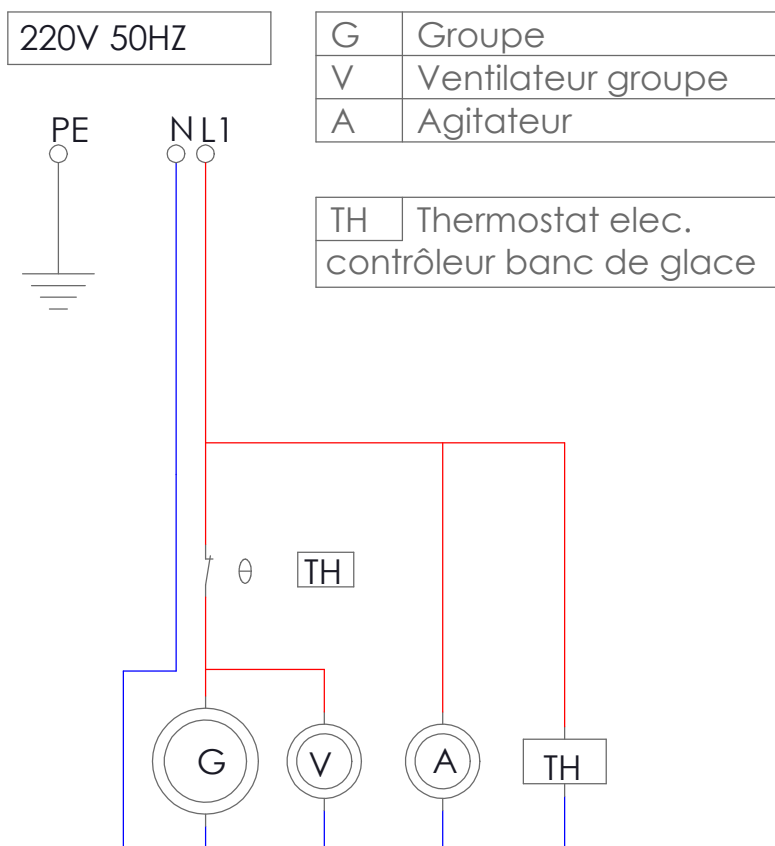 220V 50HZ
G Groupe
V Ventilateur groupe
A Agitateur
PE N L1
TH Thermostat elec.
contrôleur banc de glace
θ TH
G V A TH